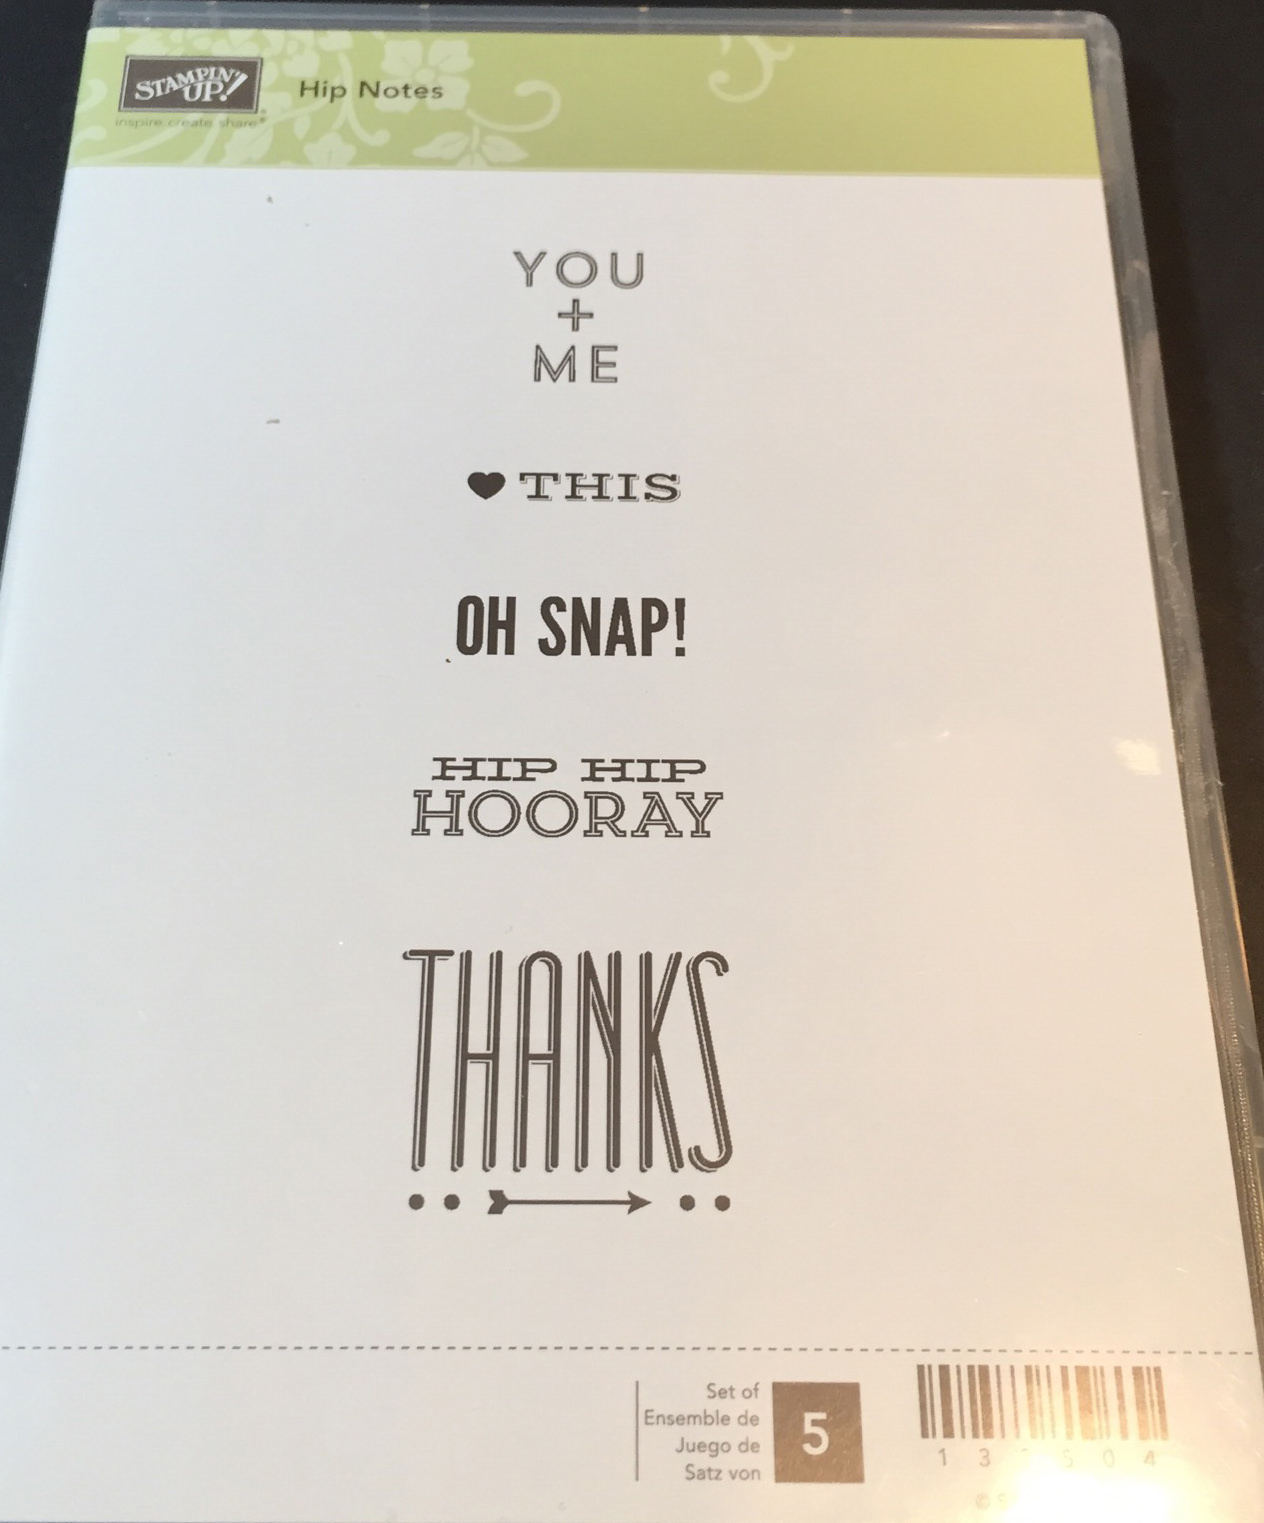 STAMPIN' UP!
inspire. create. share.
Hip Notes
YOU
+
ME
♥ THIS
OH SNAP!
HIP HIP
HOORAY
THANKS
Set of
Ensemble de
Juego de
Satz von
5